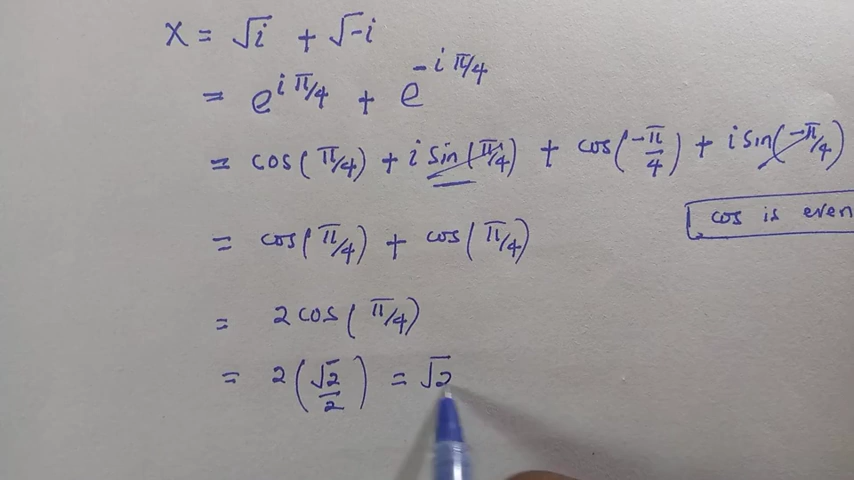 x = √i + √-i
= e^{iπ/4} + e^{-iπ/4}
= cos(π/4) + i sin(π/4) + cos(-π/4) + i sin(-π/4)
cos is even
= cos(π/4) + cos(π/4)
= 2cos(π/4)
= 2(√2/2) = √2